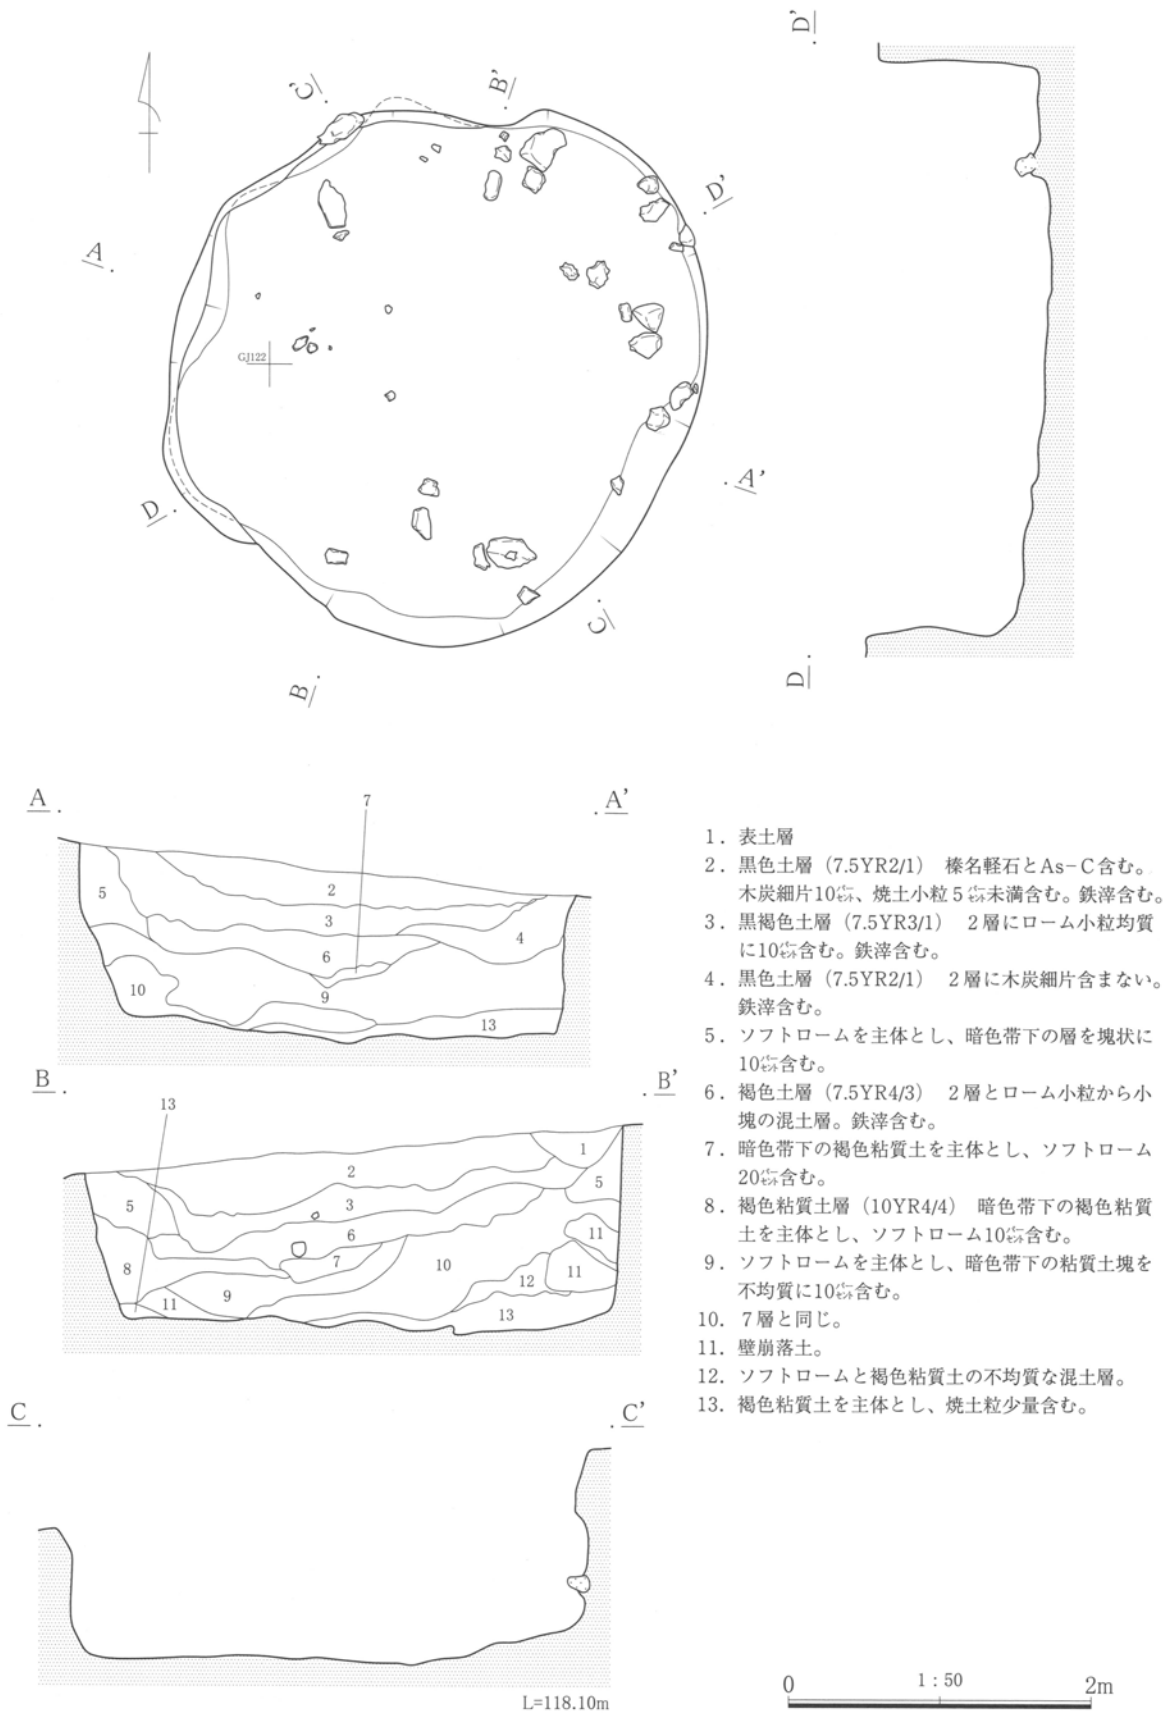 D'
C'
B'
D'
A
GJ122
A'
D
C
B
D
A
7
A'
5
2
3
4
6
10
9
13
B
B'
13
1
2
5
5
3
6
11
7
8
10
11
12
9
11
13
C
C'
L=118.10m
1. 表土層
2. 黒色土層(7.5YR2/1) 榛名軽石とAs-C含む。
木炭細片10㌫、焼土小粒5㌫未満含む。鉄滓含む。
3. 黒褐色土層(7.5YR3/1) 2層にローム小粒均質
に10㌫含む。鉄滓含む。
4. 黒色土層(7.5YR2/1) 2層に木炭細片含まない。
鉄滓含む。
5. ソフトロームを主体とし、暗色帯下の層を塊状に
10㌫含む。
6. 褐色土層(7.5YR4/3) 2層とローム小粒から小
塊の混土層。鉄滓含む。
7. 暗色帯下の褐色粘質土を主体とし、ソフトローム
20㌫含む。
8. 褐色粘質土層(10YR4/4) 暗色帯下の褐色粘質
土を主体とし、ソフトローム10㌫含む。
9. ソフトロームを主体とし、暗色帯下の粘質土塊を
不均質に10㌫含む。
10. 7層と同じ。
11. 壁崩落土。
12. ソフトロームと褐色粘質土の不均質な混土層。
13. 褐色粘質土を主体とし、焼土粒少量含む。
0 1:50 2m